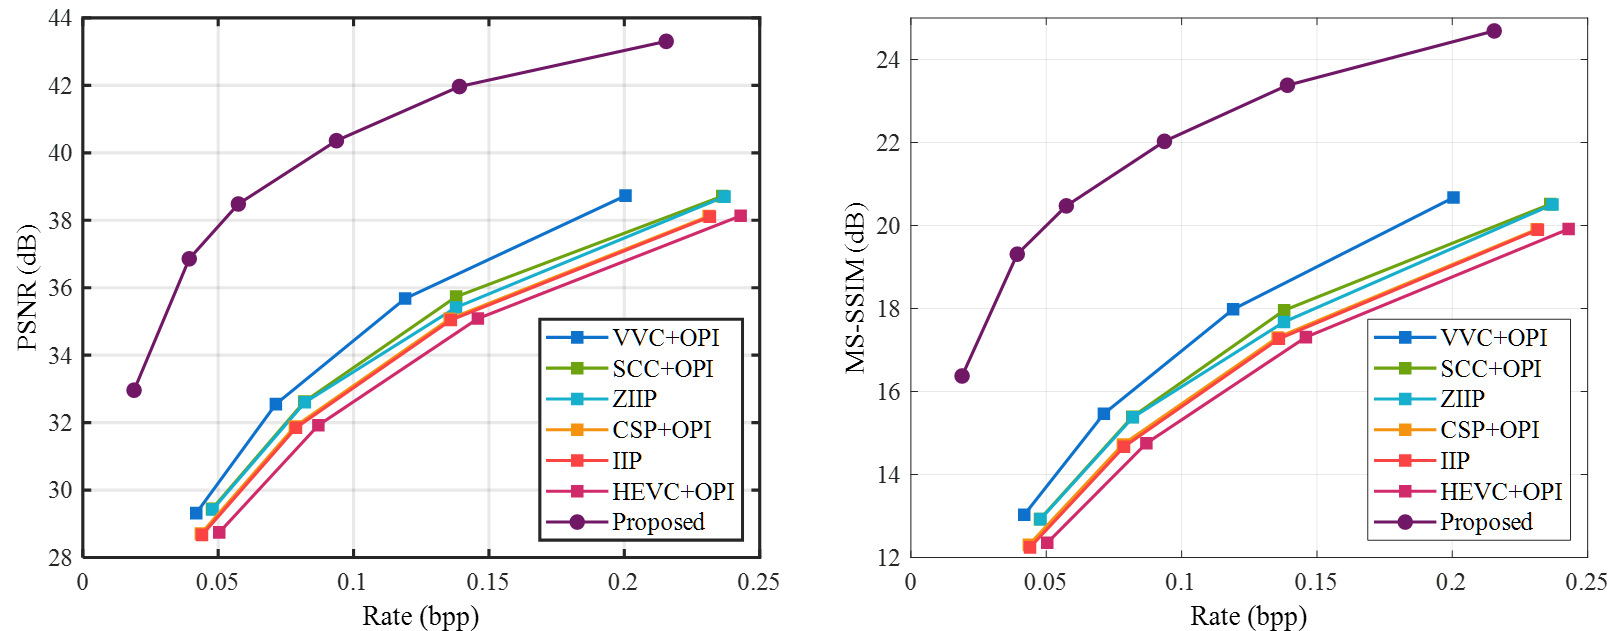 44
42
40
38
36
34
32
30
28
PSNR (dB)
0
0.05
0.1
0.15
0.2
0.25
Rate (bpp)
VVC+OPI
SCC+OPI
ZIIP
CSP+OPI
IIP
HEVC+OPI
Proposed
24
22
20
18
16
14
12
MS-SSIM (dB)
0
0.05
0.1
0.15
0.2
0.25
Rate (bpp)
VVC+OPI
SCC+OPI
ZIIP
CSP+OPI
IIP
HEVC+OPI
Proposed